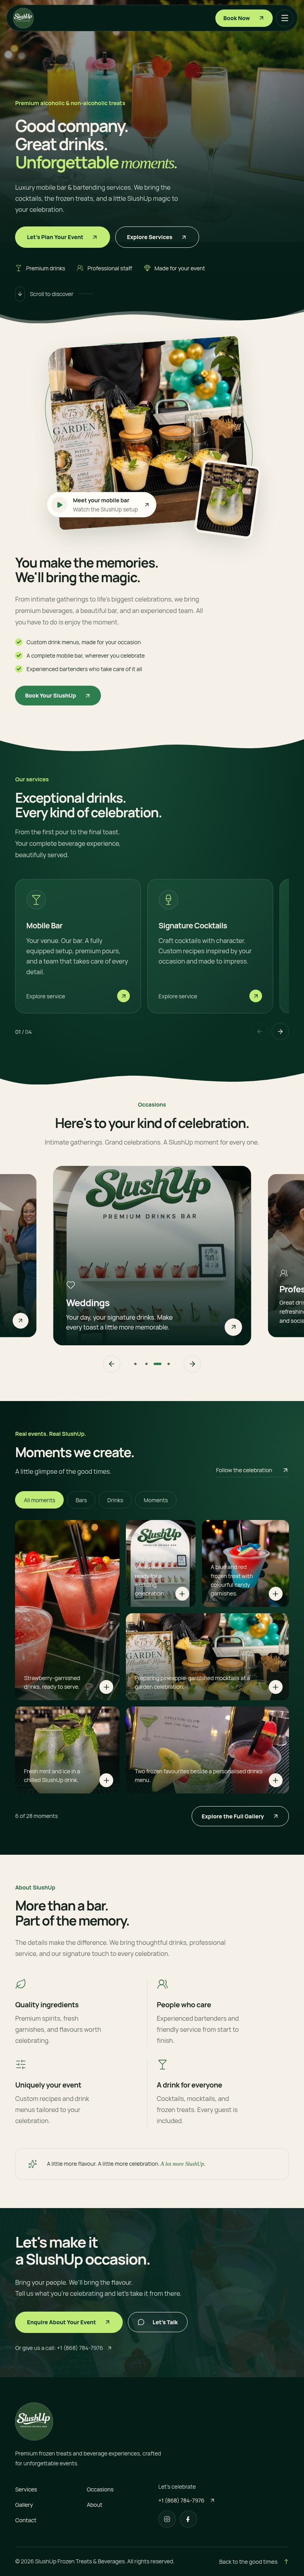 SlushUp
Book Now
Premium alcoholic & non-alcoholic treats
Good company.
Great drinks.
Unforgettable moments.
Luxury mobile bar & bartending services. We bring the
cocktails, the frozen treats, and a little SlushUp magic to
your celebration.
Let's Plan Your Event
Explore Services
Premium drinks
Professional staff
Made for your event
Scroll to discover
GARDEN
Meet your mobile bar
Watch the SlushUp setup
You make the memories.
We'll bring the magic.
From intimate gatherings to life's biggest celebrations, we bring
premium beverages, a beautiful bar, and an experienced team. All
you have to do is enjoy the moment.
Custom drink menus, made for your occasion
A complete mobile bar, wherever you celebrate
Experienced bartenders who take care of it all
Book Your SlushUp
Our services
Exceptional drinks.
Every kind of celebration.
From the first pour to the final toast.
Your complete beverage experience,
beautifully served.
Mobile Bar
Your venue. Our bar. A fully
equipped setup, premium pours,
and a team that takes care of every
detail.
Explore service
Signature Cocktails
Craft cocktails with character.
Custom recipes inspired by your
occasion and made to impress.
Explore service
01 / 04
Occasions
Here's to your kind of celebration.
Intimate gatherings. Grand celebrations. A SlushUp moment for every one.
SlushUp
PREMIUM DRINKS BAR
Weddings
Your day, your signature drinks. Make
every toast a little more memorable.
Profes
Great drin
refreshing
and socia
Real events. Real SlushUp.
Moments we create.
A little glimpse of the good times.
Follow the celebration
All moments
Bars
Drinks
Moments
Strawberry-garnished
drinks, ready to serve.
SlushUp
celebration.
A blue and red
frozen treat with
colourful candy
garnishes.
GARDEN
Preparing pineapple-garnished mocktails at a
garden celebration.
Fresh mint and ice in a
chilled SlushUp drink.
Two frozen favourites beside a personalised drinks
menu.
6 of 28 moments
Explore the Full Gallery
About SlushUp
More than a bar.
Part of the memory.
The details make the difference. We bring thoughtful drinks, professional
service, and our signature touch to every celebration.
Quality ingredients
Premium spirits, fresh
garnishes, and flavours worth
celebrating.
People who care
Experienced bartenders and
friendly service from start to
finish.
Uniquely your event
Custom recipes and drink
menus tailored to your
celebration.
A drink for everyone
Cocktails, mocktails, and
frozen treats. Every guest is
included.
A little more flavour. A little more celebration. A lot more SlushUp.
Let's make it
a SlushUp occasion.
Bring your people. We'll bring the flavour.
Tell us what you're celebrating and let's take it from there.
Enquire About Your Event
Let's Talk
Or give us a call: +1 (868) 784-7976
SlushUp
Premium frozen treats and beverage experiences, crafted
for unforgettable events.
Services
Occasions
Let's celebrate
Gallery
About
+1 (868) 784-7976
Contact
© 2026 SlushUp Frozen Treats & Beverages. All rights reserved.
Back to the good times